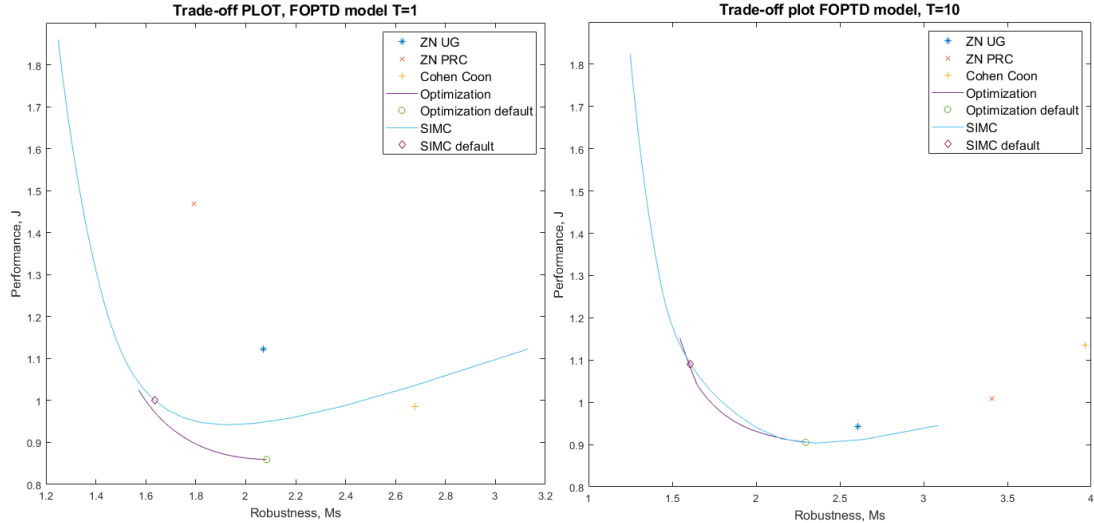 Trade-off PLOT, FOPTD model T=1
Performance, J
1.8
1.7
1.6
1.5
1.4
1.3
1.2
1.1
1
0.9
0.8
ZN UG
ZN PRC
Cohen Coon
Optimization
Optimization default
SIMC
SIMC default
1.2 1.4 1.6 1.8 2 2.2 2.4 2.6 2.8 3 3.2
Robustness, Ms
Trade-off plot FOPTD model, T=10
Performance, J
1.8
1.7
1.6
1.5
1.4
1.3
1.2
1.1
1
0.9
0.8
ZN UG
ZN PRC
Cohen Coon
Optimization
Optimization default
SIMC
SIMC default
1 1.5 2 2.5 3 3.5 4
Robustness, Ms